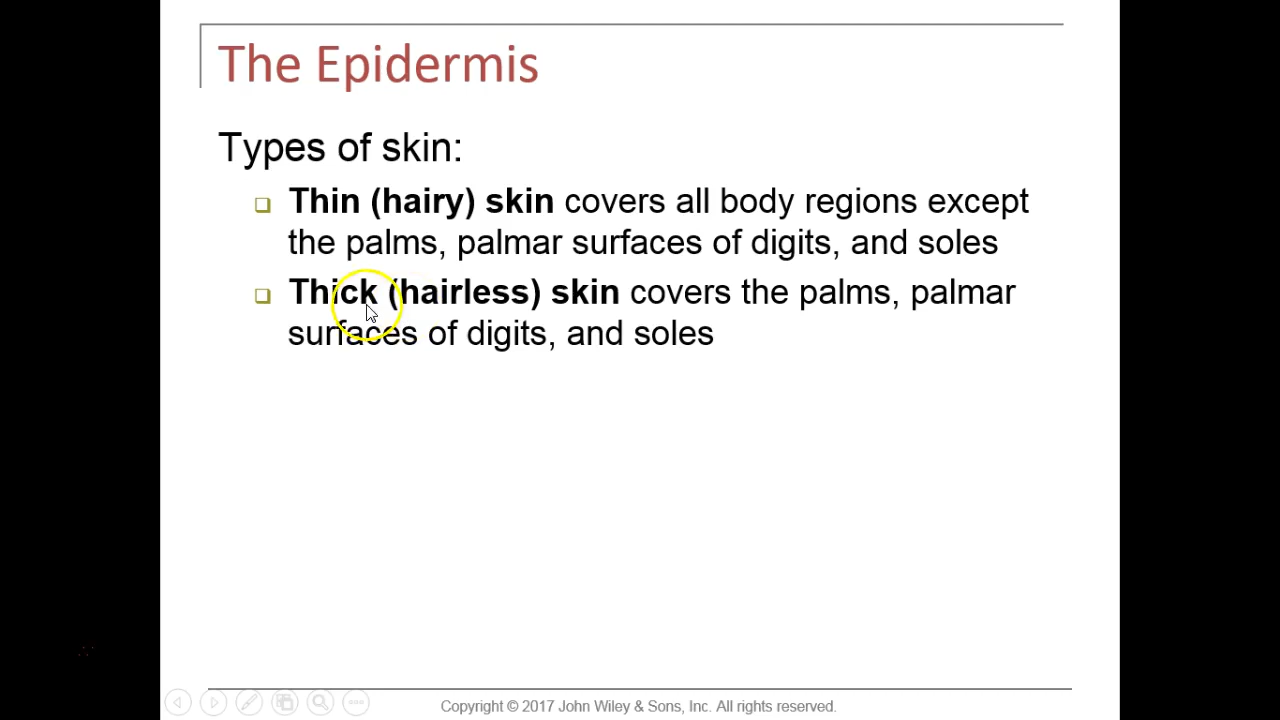 The Epidermis
Types of skin:
Thin (hairy) skin covers all body regions except
the palms, palmar surfaces of digits, and soles
Thick (hairless) skin covers the palms, palmar
surfaces of digits, and soles
Copyright © 2017 John Wiley & Sons, Inc. All rights reserved.